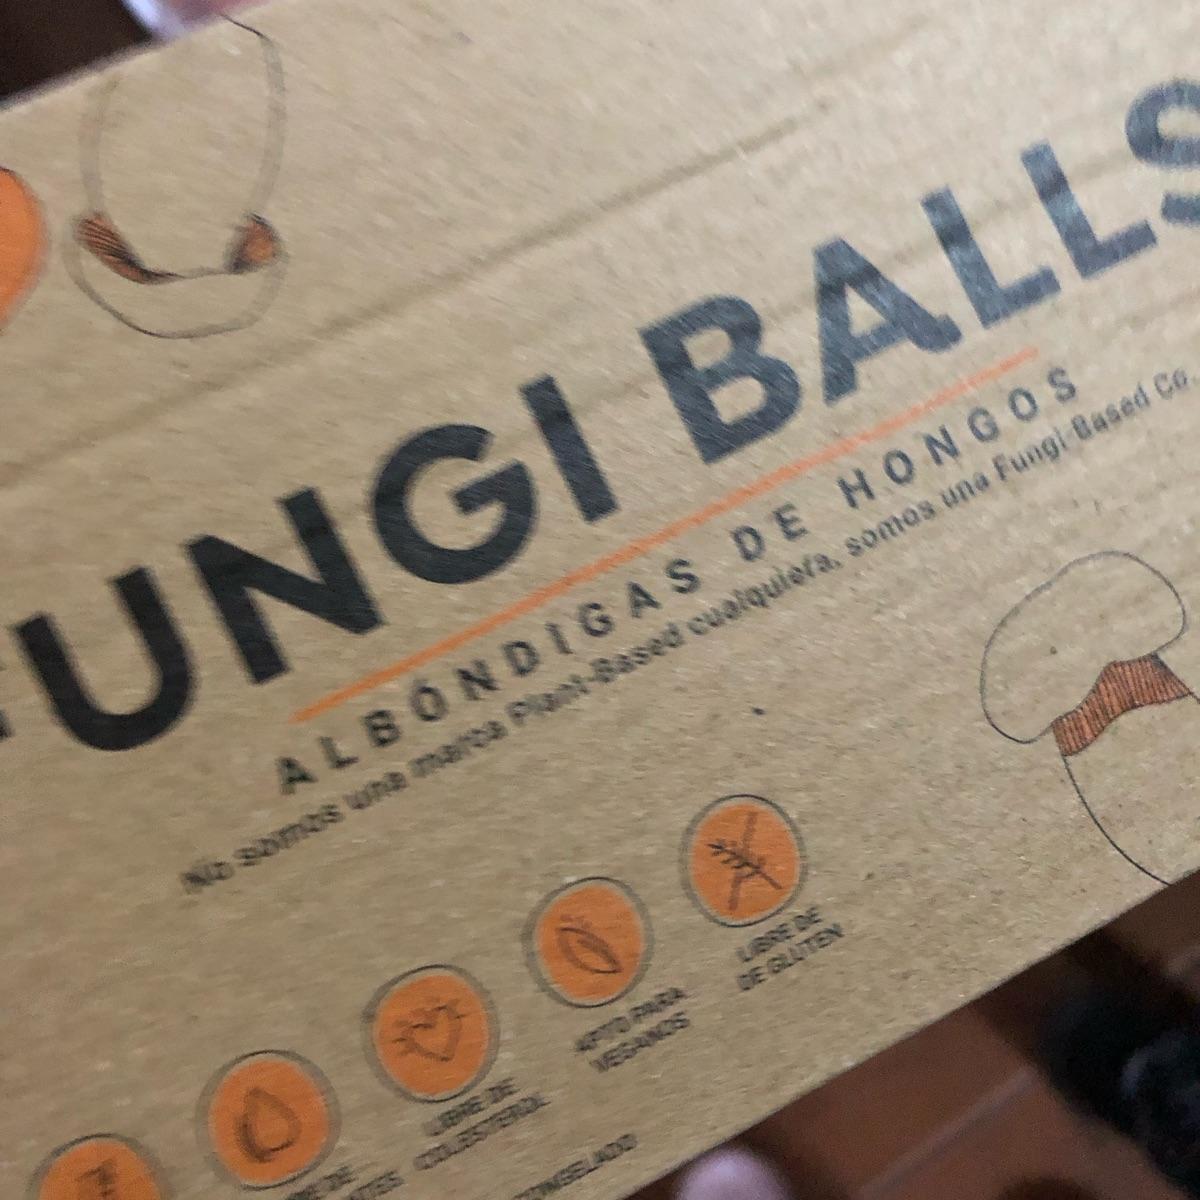 FUNGI BALLS
ALBÓNDIGAS DE HONGOS
No somos una marca Plant-Based cualquiera, somos una Fungi-Based Co.
LIBRE DE
GLUTEN
APTO PARA
VEGANOS
LIBRE DE
COLESTEROL
CONGELADO